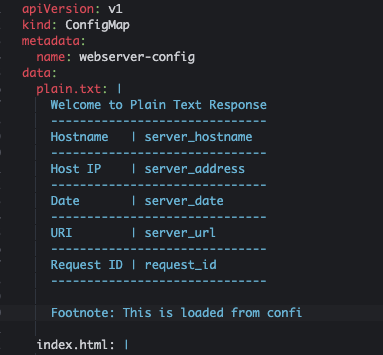 apiVersion: v1
kind: ConfigMap
metadata:
  name: webserver-config
data:
  plain.txt: |
    Welcome to Plain Text Response
    ------------------------------
    Hostname   | server_hostname
    ------------------------------
    Host IP    | server_address
    ------------------------------
    Date       | server_date
    ------------------------------
    URI        | server_url
    ------------------------------
    Request ID | request_id
    ------------------------------

    Footnote: This is loaded from confi

  index.html: |